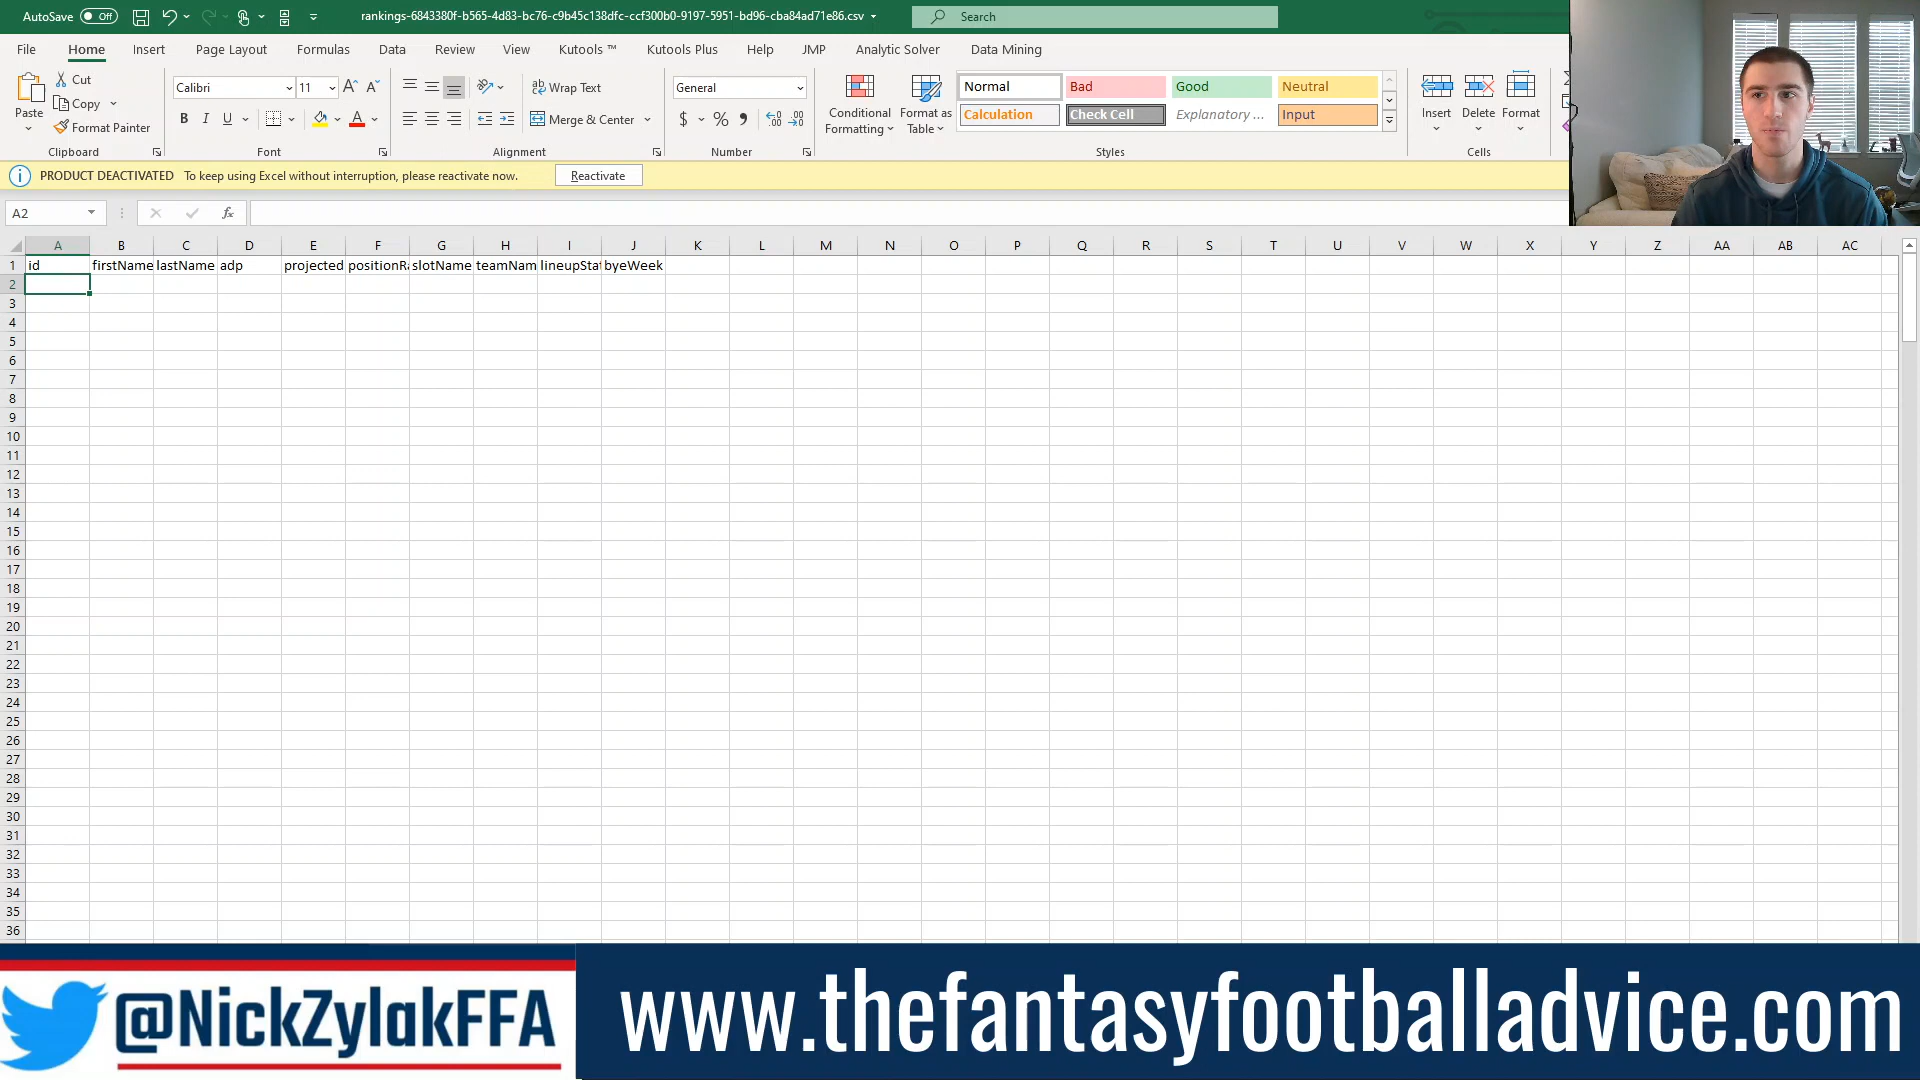 AutoSave Off rankings-6843380f-b565-4d83-bc76-c9b45c138dfc-ccf300b0-9197-5951-bd96-cba84ad71e86.csv Search
File Home Insert Page Layout Formulas Data Review View Kutools ™ Kutools Plus Help JMP Analytic Solver Data Mining
Paste
Cut
Copy
Format Painter
Clipboard
Calibri 11
B I U A
Font
Wrap Text
Merge & Center
Alignment
General
$ % ,
Number
Conditional
Formatting
Format as
Table
Normal Bad Good Neutral
Calculation Check Cell Explanatory ... Input
Styles
Insert Delete Format
Cells
PRODUCT DEACTIVATED To keep using Excel without interruption, please reactivate now. Reactivate
A2 fx
A B C D E F G H I J K L M N O P Q R S T U V W X Y Z AA AB AC
1 id firstName lastName adp projected positionRa slotName teamNam lineupStat byeWeek
2
3
4
5
6
7
8
9
10
11
12
13
14
15
16
17
18
19
20
21
22
23
24
25
26
27
28
29
30
31
32
33
34
35
36
@NickZylakFFA
www.thefantasyfootballadvice.com